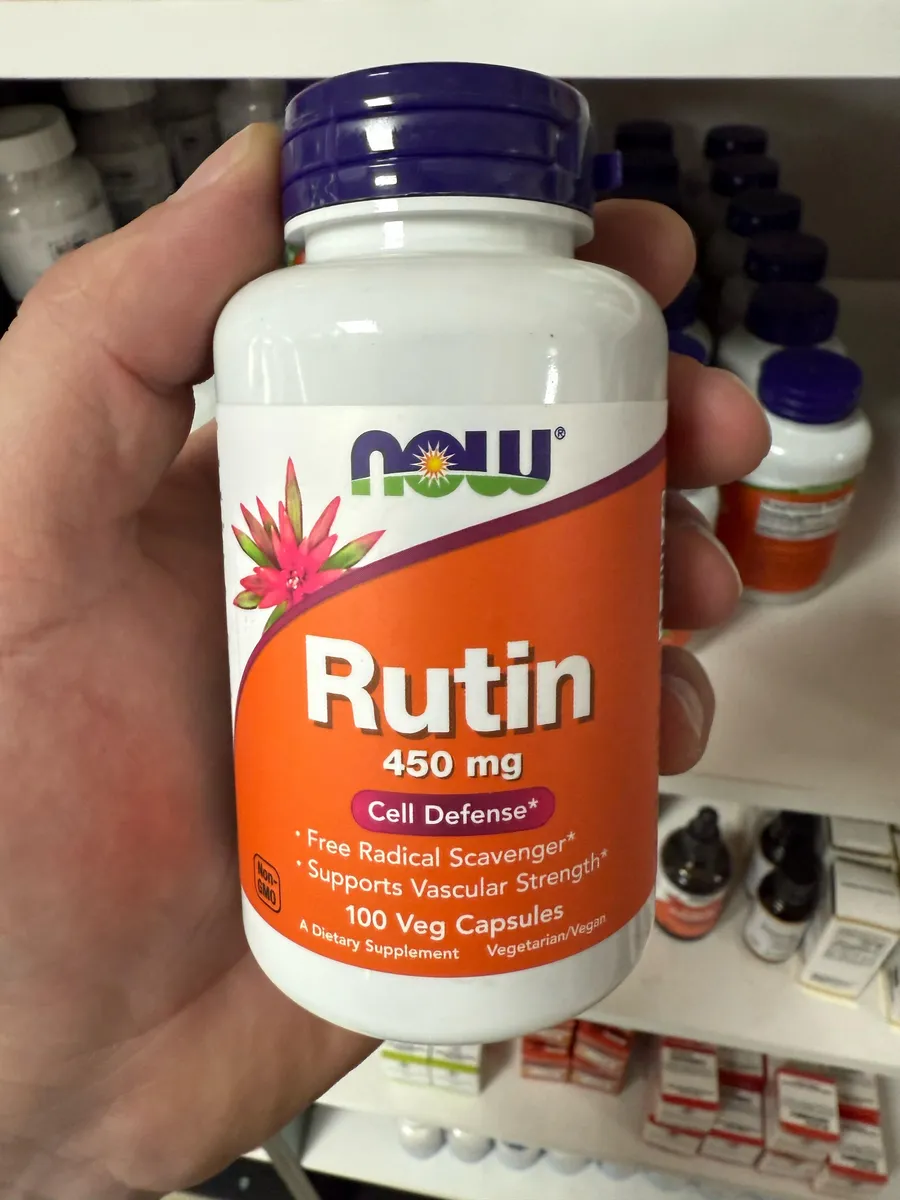 NOW®
Rutin
450 mg
Cell Defense*
• Free Radical Scavenger*
• Supports Vascular Strength*
Non-
GMO
100 Veg Capsules
A Dietary Supplement Vegetarian/Vegan